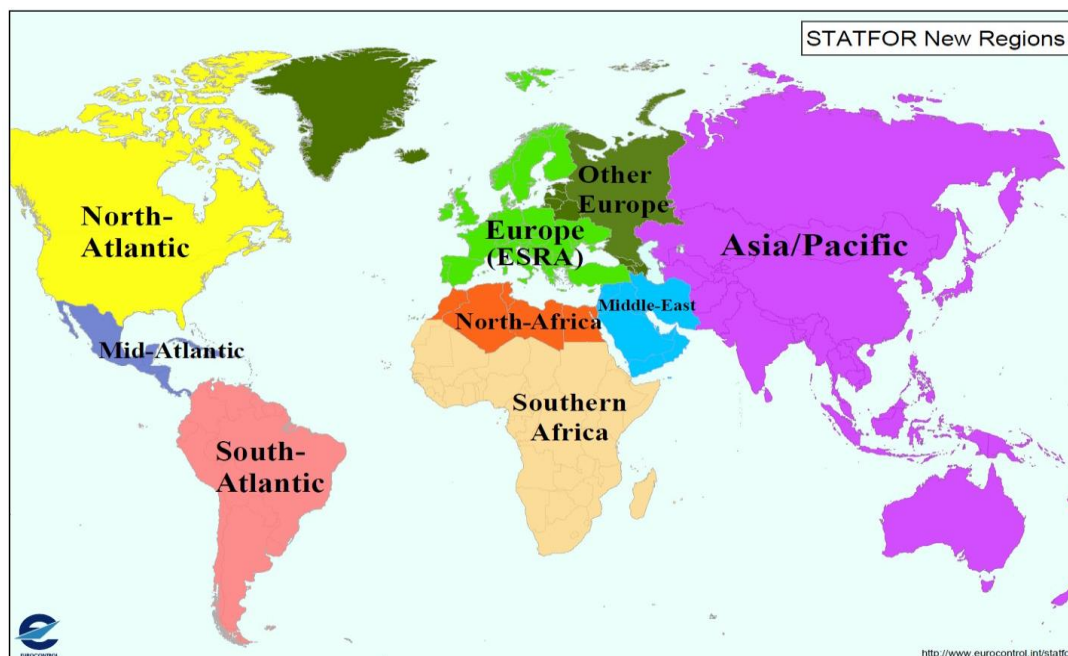 STATFOR New Regions
North-
Atlantic
Other
Europe
Europe
(ESRA)
Asia/Pacific
North-Africa
Middle-East
Mid-Atlantic
Southern
Africa
South-
Atlantic
EUROCONTROL
http://www.eurocontrol.int/statfo